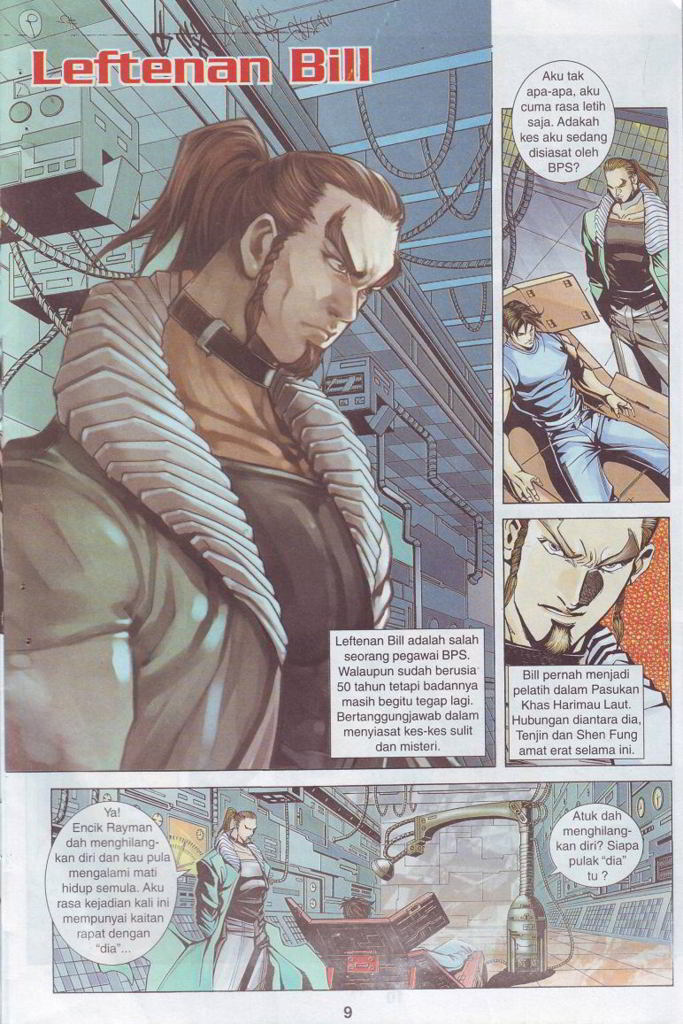 Leftenan Bill
Aku tak
apa-apa, aku
cuma rasa letih
saja. Adakah
kes aku sedang
disiasat oleh
BPS?
Leftenan Bill adalah salah
seorang pegawai BPS.
Walaupun sudah berusia
50 tahun tetapi badannya
masih begitu tegap lagi.
Bertanggungjawab dalam
menyiasat kes-kes sulit
dan misteri.
Bill pernah menjadi
pelatih dalam Pasukan
Khas Harimau Laut.
Hubungan diantara dia,
Tenjin dan Shen Fung
amat erat selama ini.
Ya!
Encik Rayman
dah menghilang-
kan diri dan kau pula
mengalami mati
hidup semula. Aku
rasa kejadian kali ini
mempunyai kaitan
rapat dengan
"dia"...
Atuk dah
menghilang-
kan diri? Siapa
pulak "dia"
tu ?
9